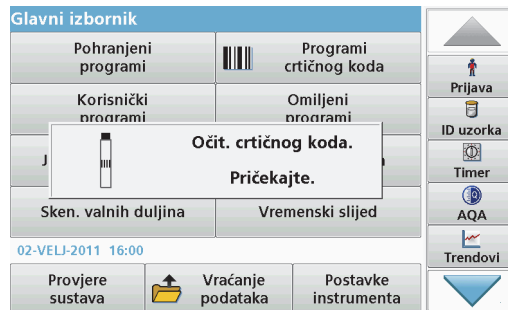 Glavni izbornik
Pohranjeni
programi
Programi
crtičnog koda
Korisnički
programi
Omiljeni
programi
J
Očit. crtičnog koda.
Pričekajte.
Sken. valnih duljina
Vremenski slijed
02-VELJ-2011 16:00
Provjere
sustava
Vraćanje
podataka
Postavke
instrumenta
Prijava
ID uzorka
Timer
AQA
Trendovi